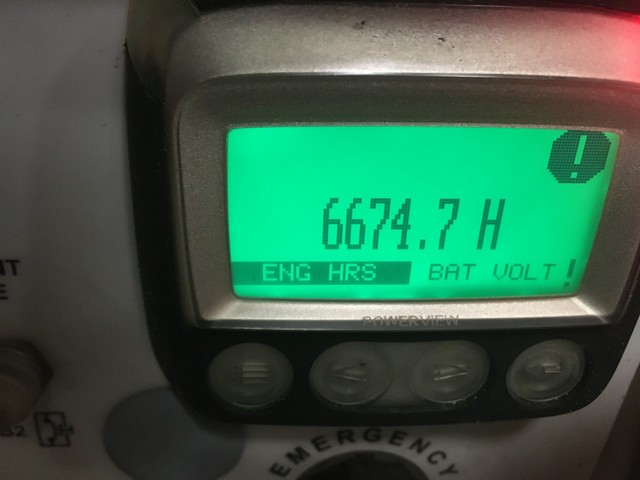 !
6674.7 H
ENG HRS BAT VOLT!
POWERVIEW
EMERGENCY